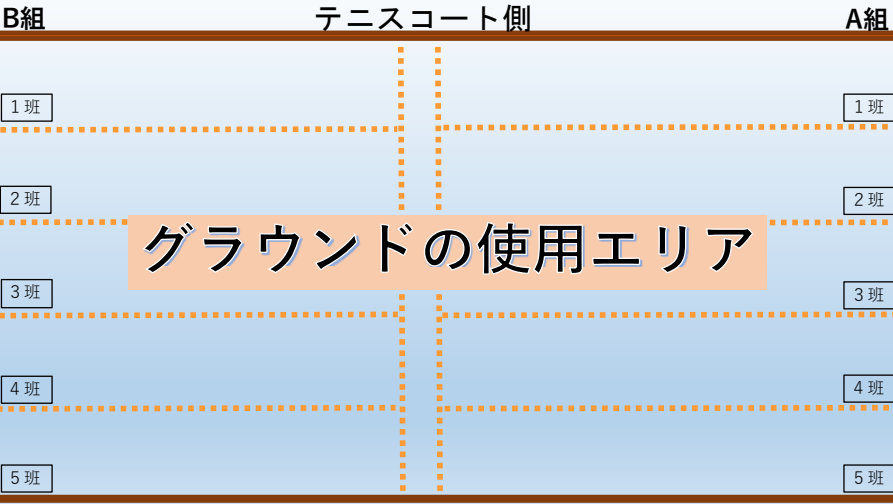 B組 テニスコート側 A組
1班 1班
2班 2班
グラウンドの使用エリア
3班 3班
4班 4班
5班 5班